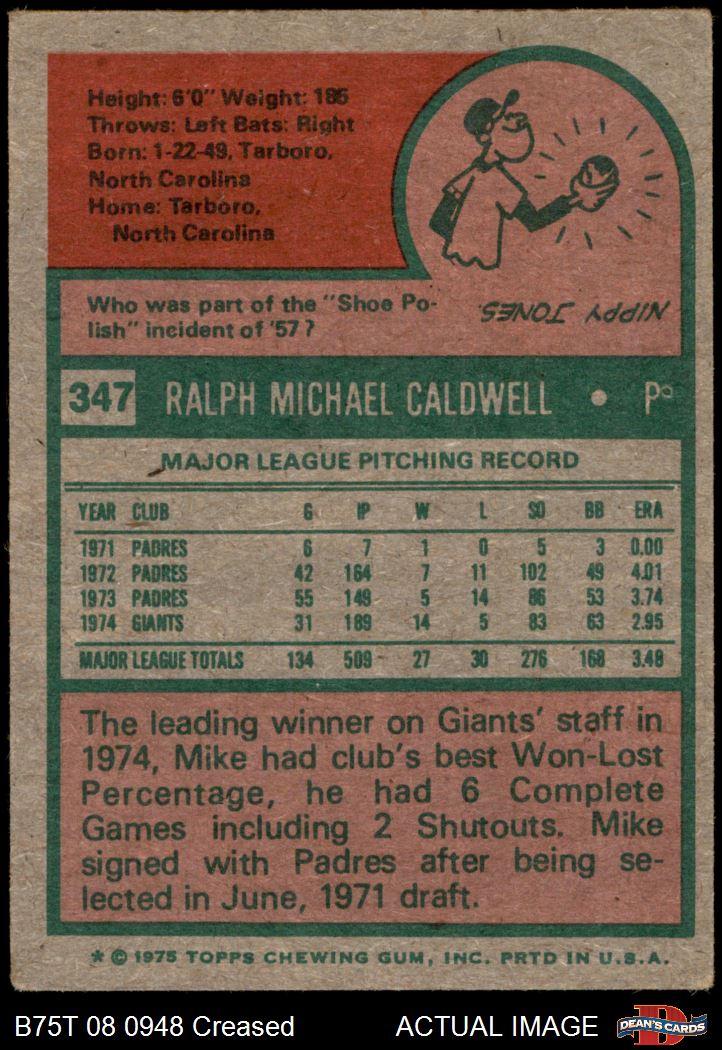 Height: 6'0" Weight: 185
Throws: Left Bats: Right
Born: 1-22-49, Tarboro,
North Carolina
Home: Tarboro,
North Carolina
Who was part of the "Shoe Po-
lish" incident of '57?
NIPPY JONES.
347 RALPH MICHAEL CALDWELL • P
MAJOR LEAGUE PITCHING RECORD
YEAR CLUB G IP W L SO BB ERA
1971 PADRES 6 7 1 0 5 3 0.00
1972 PADRES 42 164 7 11 102 49 4.01
1973 PADRES 55 149 5 14 86 53 3.74
1974 GIANTS 31 189 14 5 83 63 2.95
MAJOR LEAGUE TOTALS 134 509 27 30 276 168 3.48
The leading winner on Giants' staff in
1974, Mike had club's best Won-Lost
Percentage, he had 6 Complete
Games including 2 Shutouts. Mike
signed with Padres after being se-
lected in June, 1971 draft.
* © 1975 TOPPS CHEWING GUM, INC. PRTD IN U.S.A.
B75T 08 0948 Creased ACTUAL IMAGE
D
DEAN'S CARDS